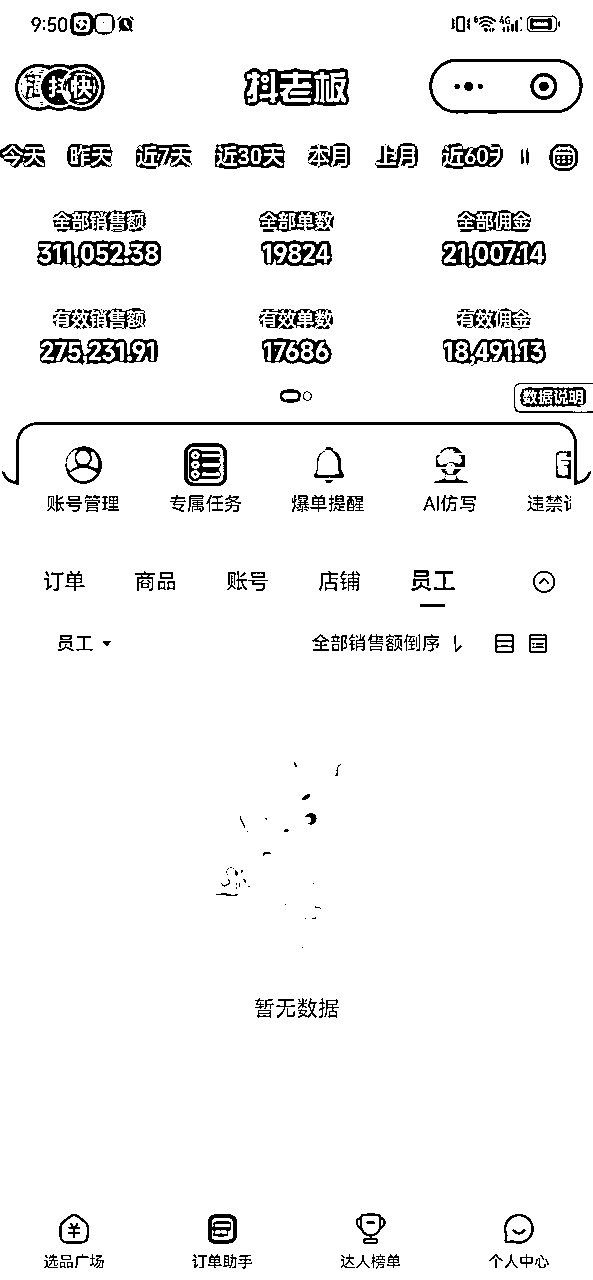 9:50
抖 快
抖老板
今天 昨天 近7天 近30天 本月 上月 近60
全部销售额 全部单数 全部佣金
311,052.38 19824 21,007.14
有效销售额 有效单数 有效佣金
275,231.91 17686 18,491.13
数据说明
账号管理 专属任务 爆单提醒 AI仿写 违禁
订单 商品 账号 店铺 员工
员工 全部销售额倒序
暂无数据
选品广场 订单助手 达人榜单 个人中心